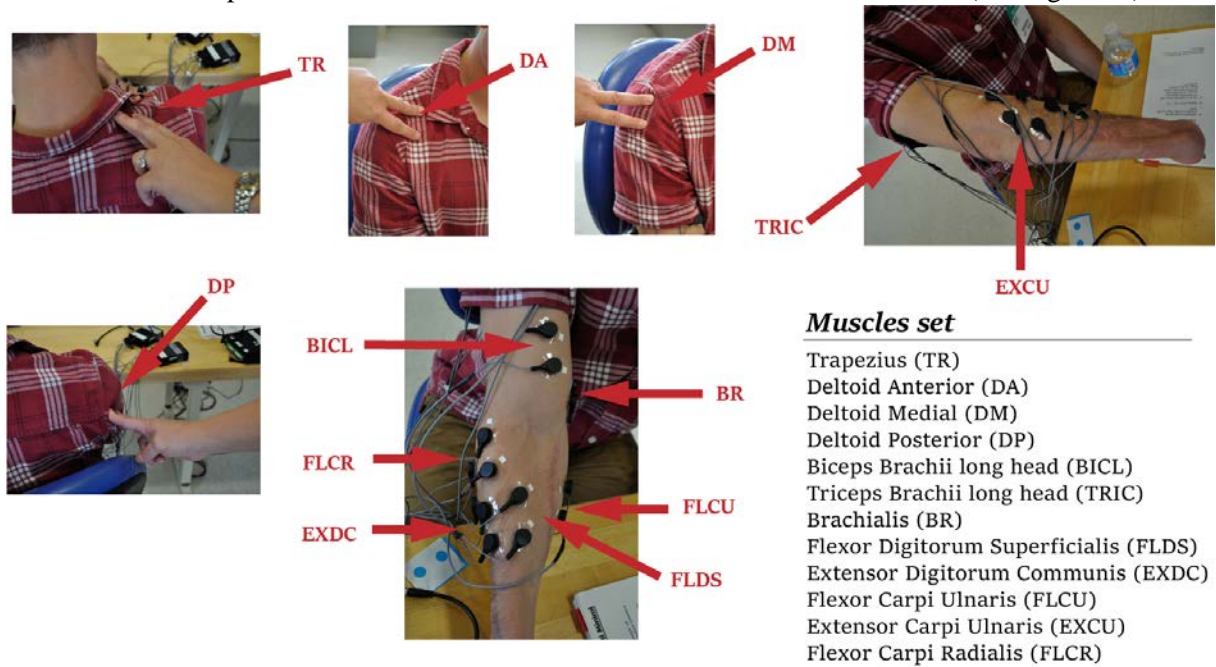 TR
DA
DM
TRIC
EXCU
DP
BICL
BR
FLCR
FLCU
EXDC
FLDS
Muscles set
Trapezius (TR)
Deltoid Anterior (DA)
Deltoid Medial (DM)
Deltoid Posterior (DP)
Biceps Brachii long head (BICL)
Triceps Brachii long head (TRIC)
Brachialis (BR)
Flexor Digitorum Superficialis (FLDS)
Extensor Digitorum Communis (EXDC)
Flexor Carpi Ulnaris (FLCU)
Extensor Carpi Ulnaris (EXCU)
Flexor Carpi Radialis (FLCR)